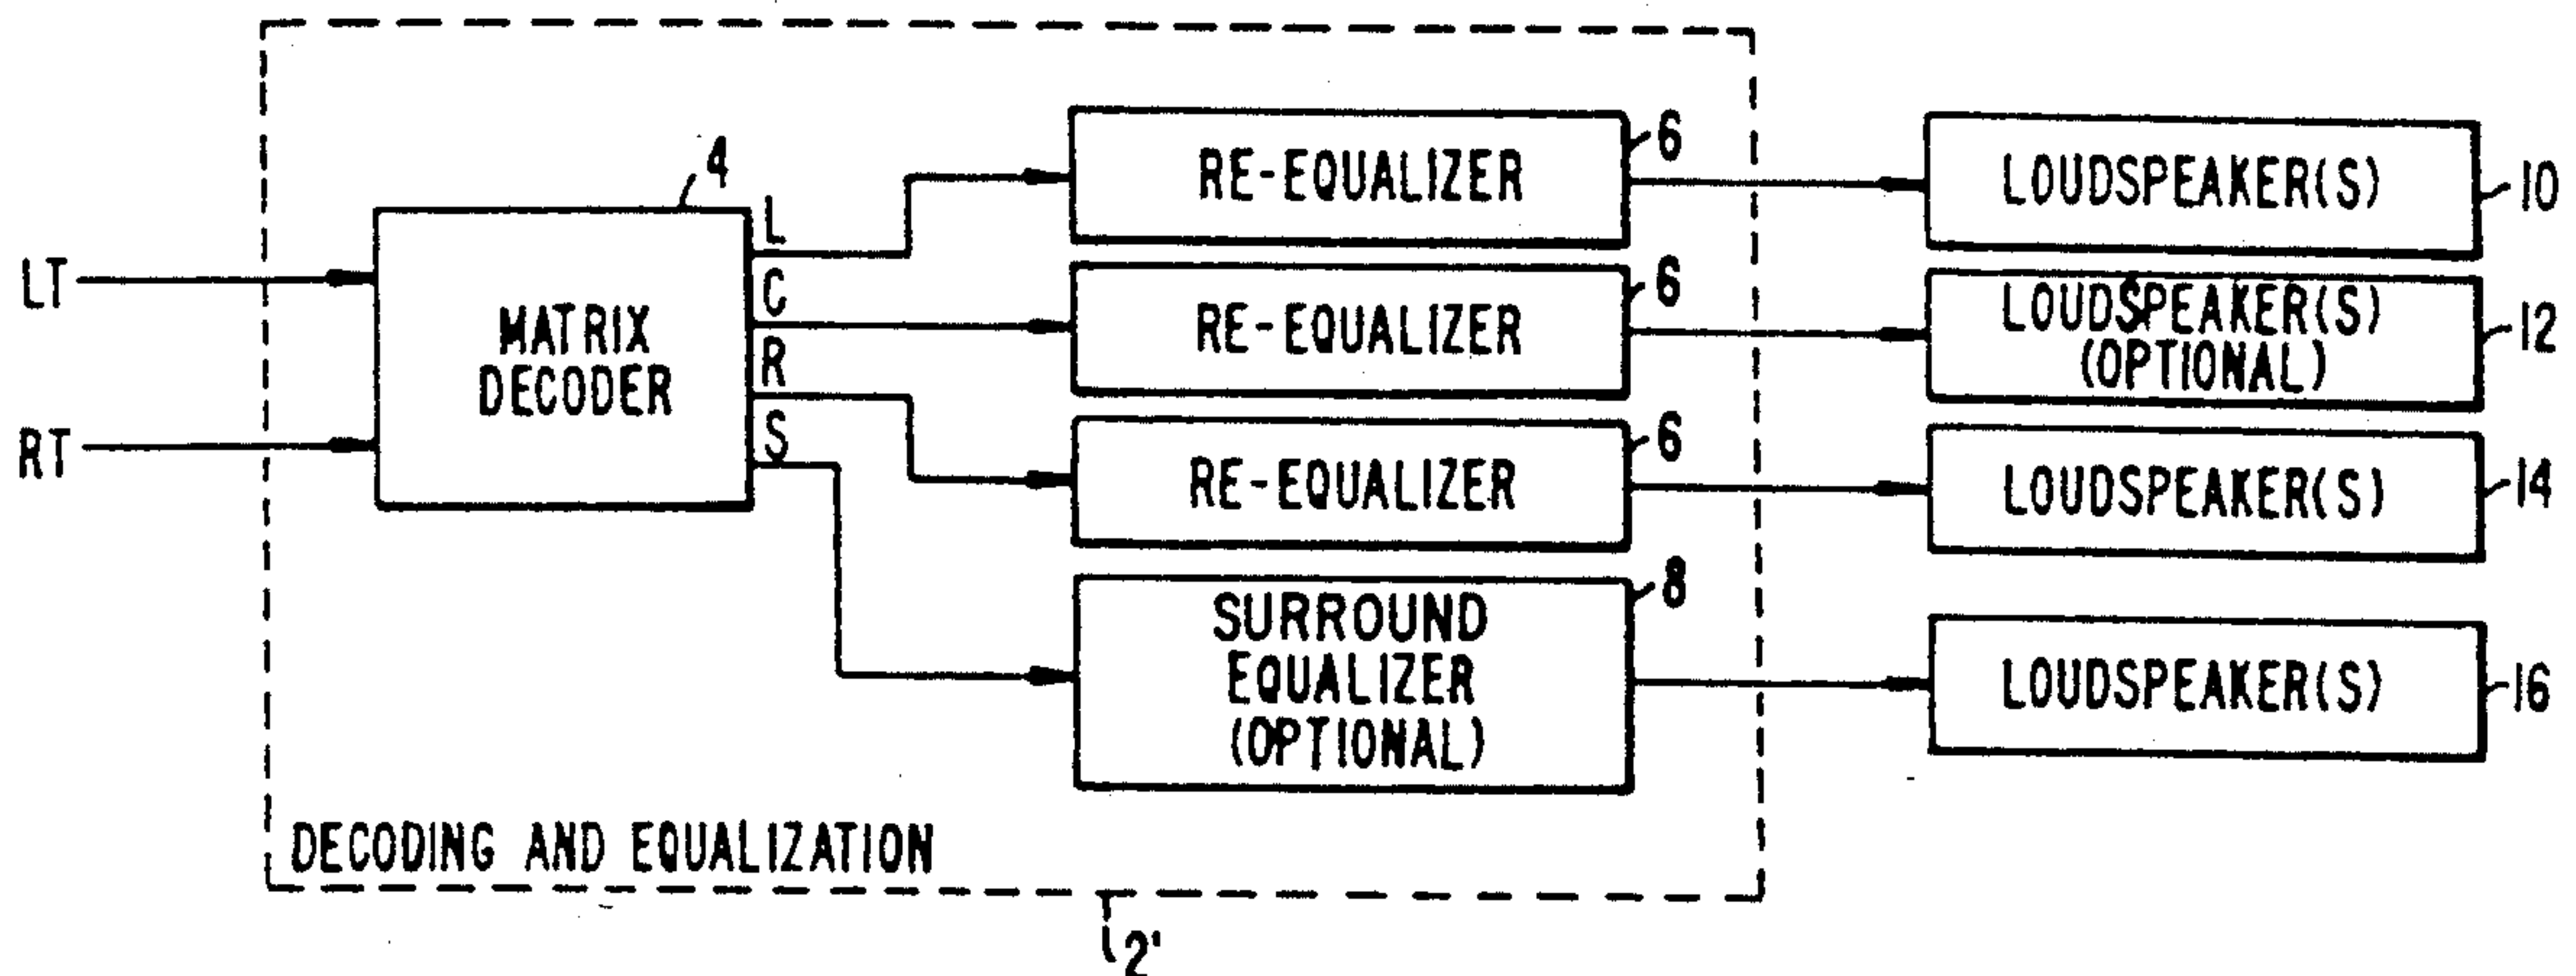 4
L
C
R
S
LT
RT
MATRIX
DECODER
RE-EQUALIZER
6
LOUDSPEAKER(S)
10
RE-EQUALIZER
6
LOUDSPEAKER(S)
(OPTIONAL)
12
RE-EQUALIZER
6
LOUDSPEAKER(S)
14
SURROUND
EQUALIZER
(OPTIONAL)
8
LOUDSPEAKER(S)
16
DECODING AND EQUALIZATION
2'